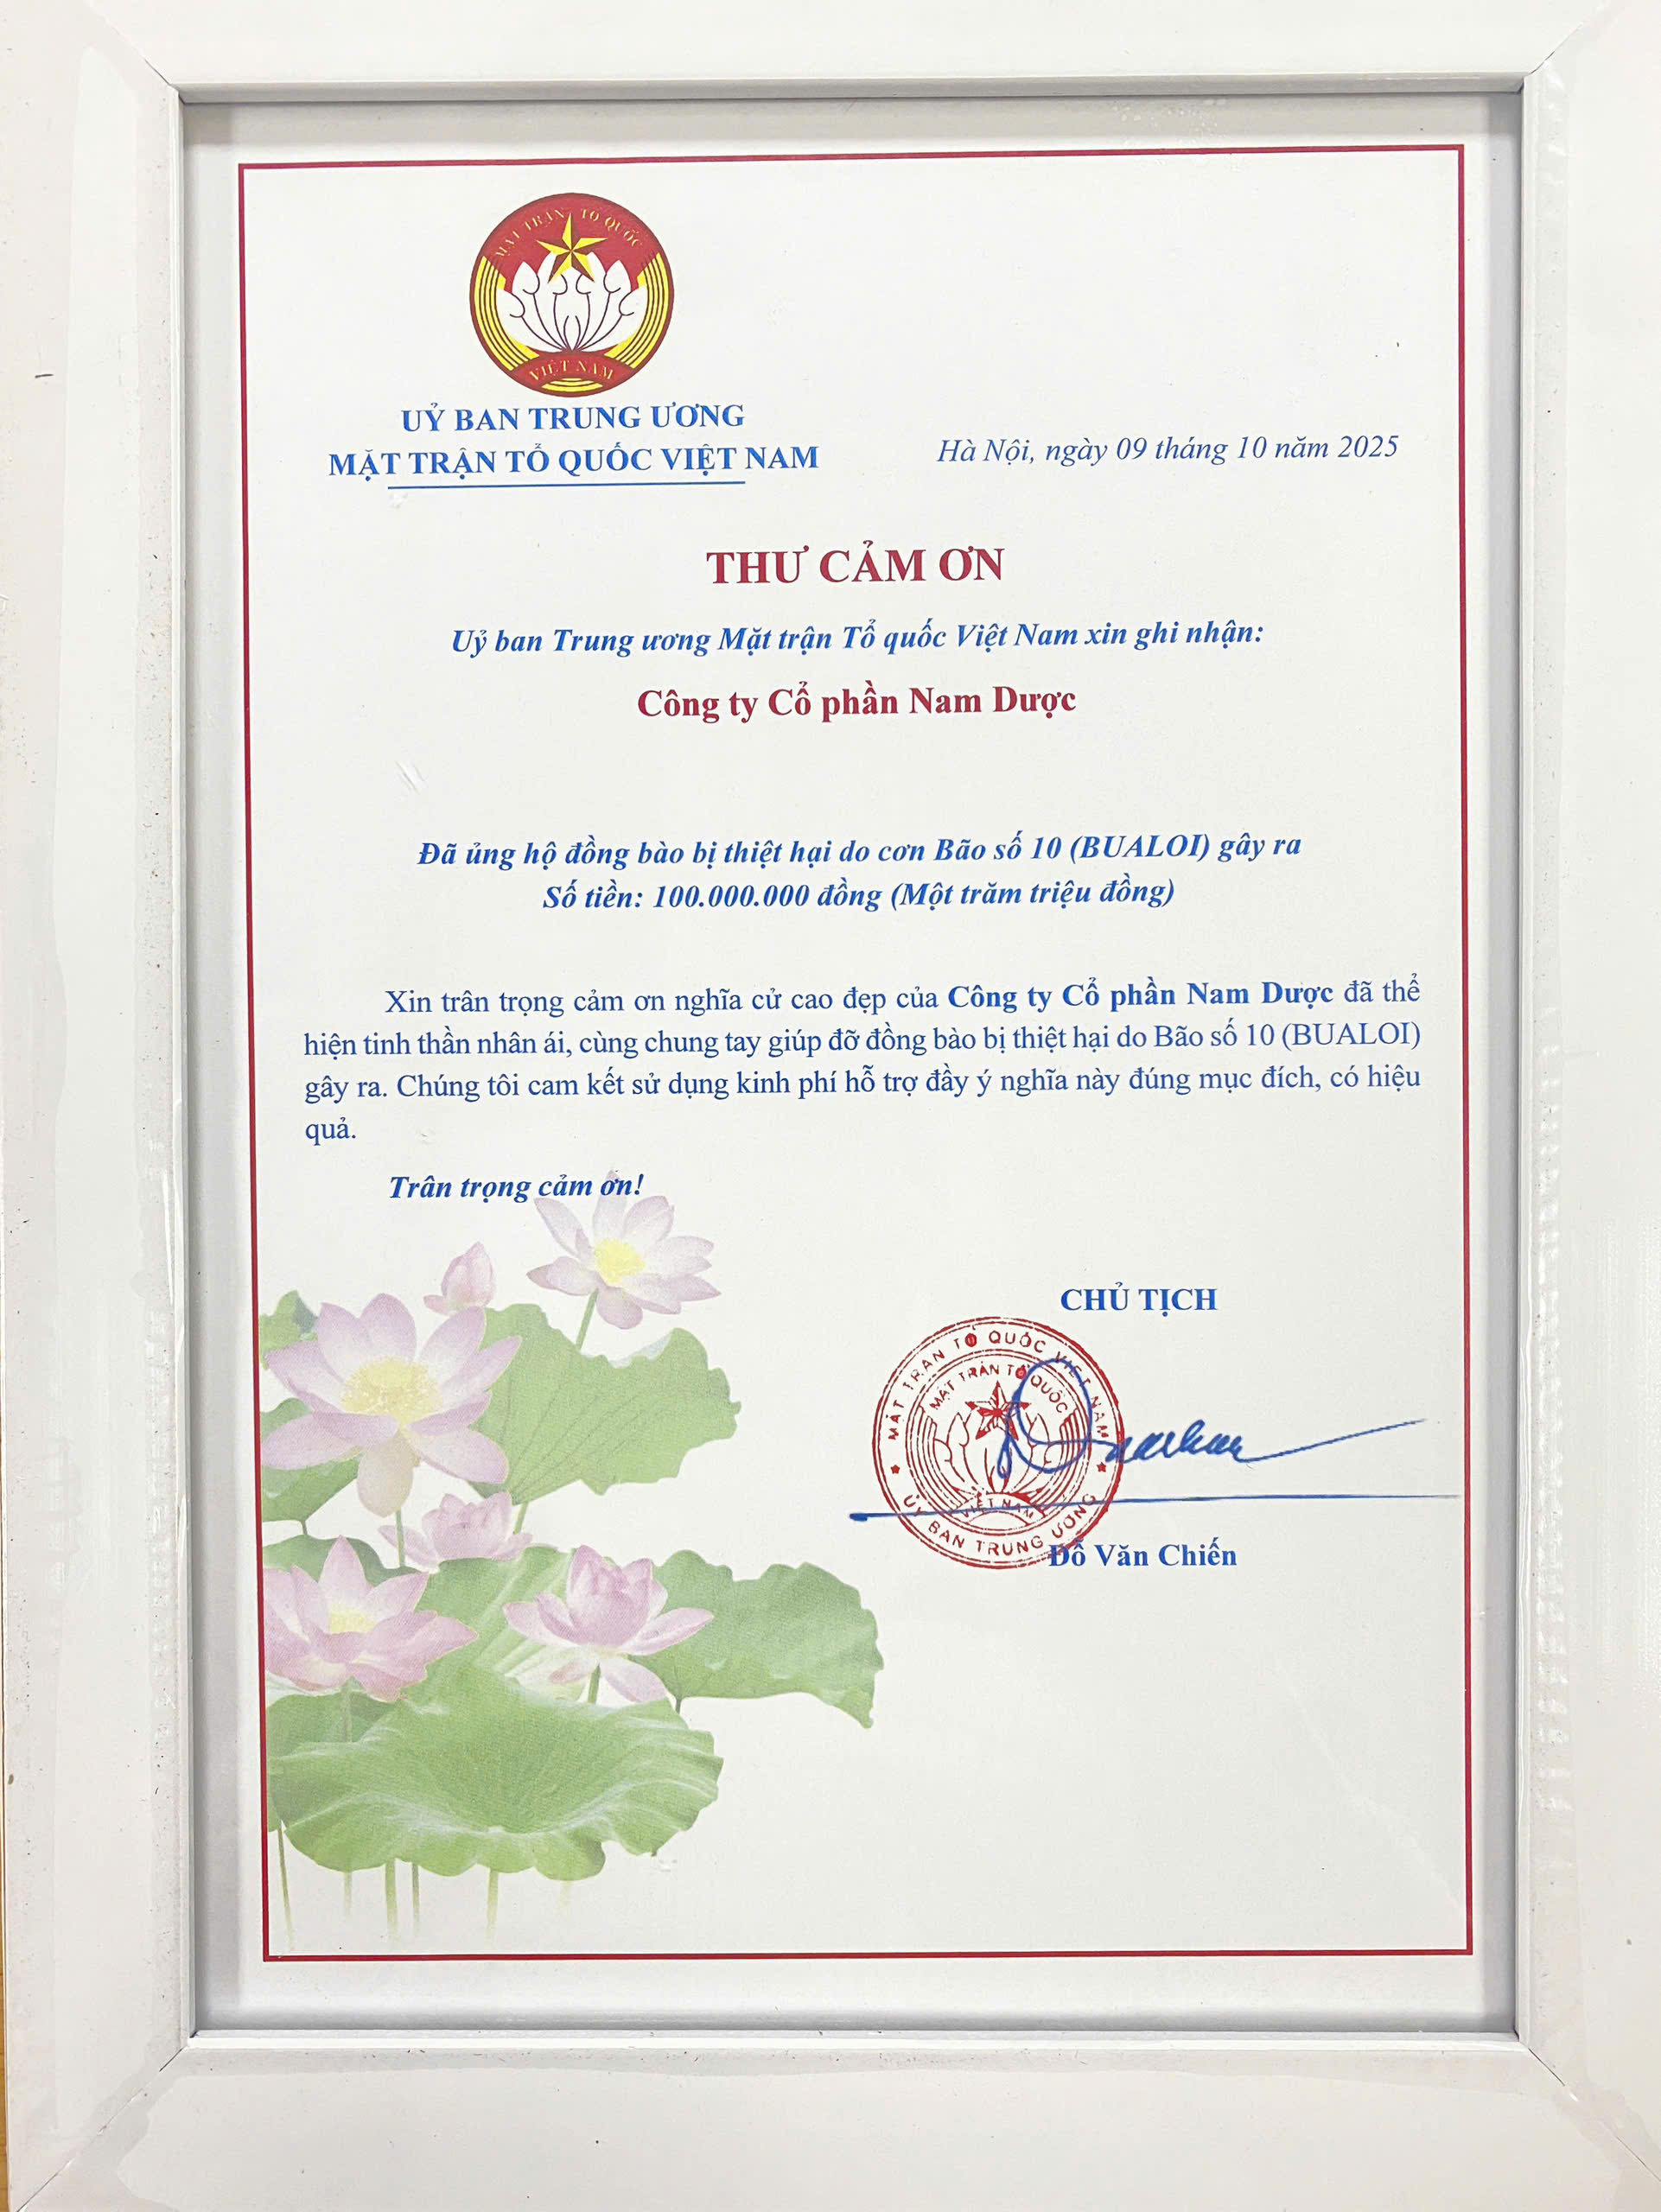 MẶT TRẬN TỔ QUỐC
VIỆT NAM
UỶ BAN TRUNG ƯƠNG
MẶT TRẬN TỔ QUỐC VIỆT NAM
Hà Nội, ngày 09 tháng 10 năm 2025
THƯ CẢM ƠN
Uỷ ban Trung ương Mặt trận Tổ quốc Việt Nam xin ghi nhận:
Công ty Cổ phần Nam Dược
Đã ủng hộ đồng bào bị thiệt hại do cơn Bão số 10 (BUALOI) gây ra
Số tiền: 100.000.000 đồng (Một trăm triệu đồng)
Xin trân trọng cảm ơn nghĩa cử cao đẹp của Công ty Cổ phần Nam Dược đã thể
hiện tinh thần nhân ái, cùng chung tay giúp đỡ đồng bào bị thiệt hại do Bão số 10 (BUALOI)
gây ra. Chúng tôi cam kết sử dụng kinh phí hỗ trợ đầy ý nghĩa này đúng mục đích, có hiệu
quả.
Trân trọng cảm ơn!
CHỦ TỊCH
MẶT TRẬN TỔ QUỐC VIỆT NAM
MẶT TRẬN TỔ QUỐC
VIỆT NAM
ỦY BAN TRUNG ƯƠNG
Đỗ Văn Chiến